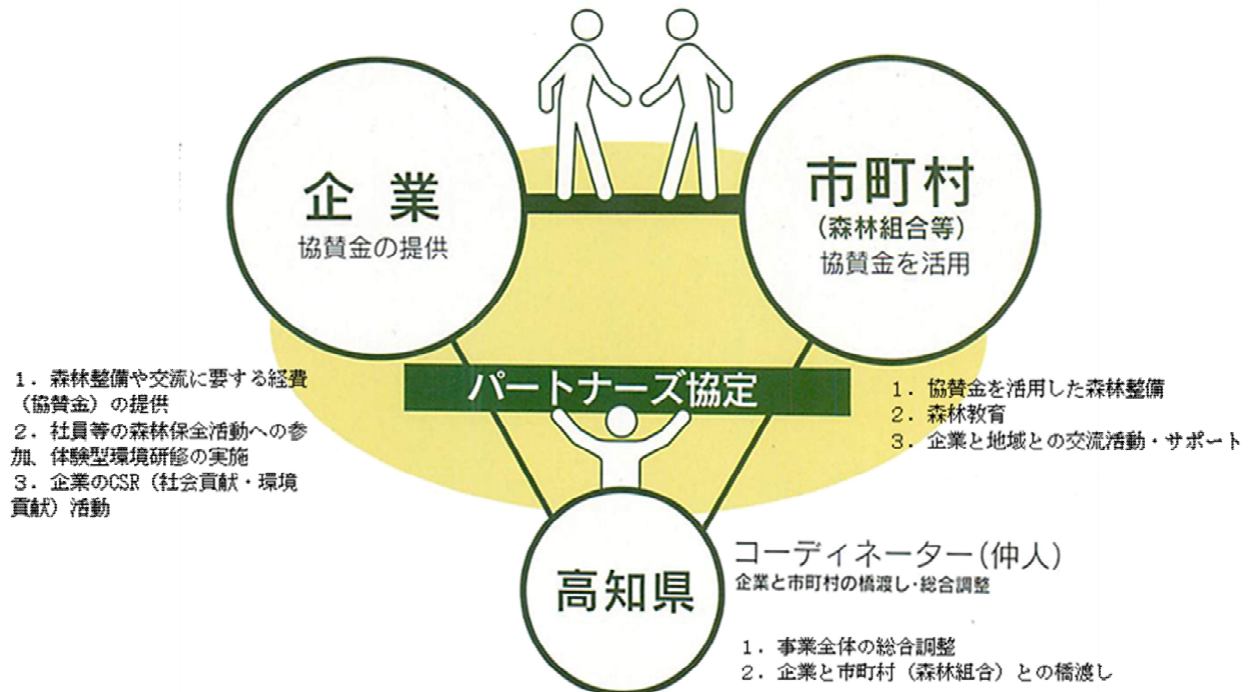 企 業
協賛金の提供
市町村
（森林組合等）
協賛金を活用
1．森林整備や交流に要する経費
（協賛金）の提供
2．社員等の森林保全活動への参
加、体験型環境研修の実施
3．企業のCSR（社会貢献・環境
貢献）活動
パートナーズ協定
1．協賛金を活用した森林整備
2．森林教育
3．企業と地域との交流活動・サポート
高知県
コーディネーター（仲人）
企業と市町村の橋渡し・総合調整
1．事業全体の総合調整
2．企業と市町村（森林組合）との橋渡し